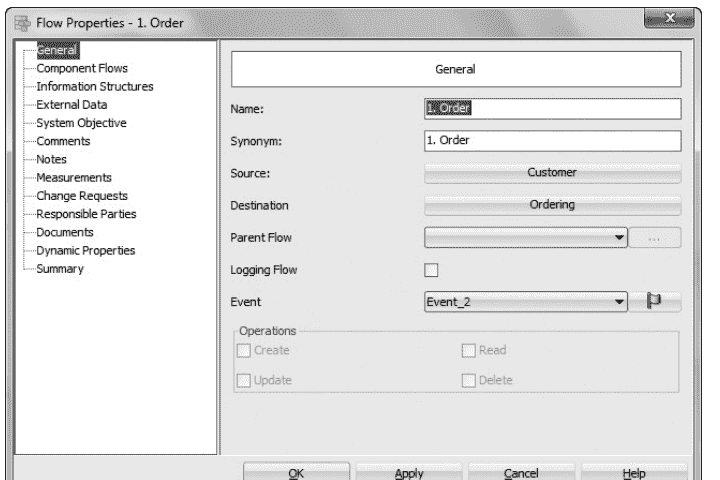 Flow Properties - 1. Order
General
Component Flows
Information Structures
External Data
System Objective
Comments
Notes
Measurements
Change Requests
Responsible Parties
Documents
Dynamic Properties
Summary
General
Name: 1. Order
Synonym: 1. Order
Source: Customer
Destination Ordering
Parent Flow ...
Logging Flow
Event Event_2
Operations
Create Read
Update Delete
OK Apply Cancel Help